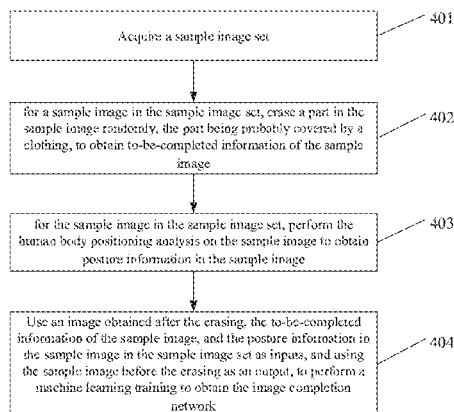 Acquire a sample image set
401
for a sample image in the sample image set, erase a part in the
sample image randomly, the part being probably covered by a
clothing, to obtain to-be-completed information of the sample
image
402
for the sample image in the sample image set, perform the
human body positioning analysis on the sample image to obtain
posture information in the sample image
403
Use an image obtained after the erasing, the to-be-completed
information of the sample image, and the posture information in
the sample image in the sample image set as inputs, and using
the sample image before the erasing as an output, to perform a
machine learning training to obtain the image completion
network
404